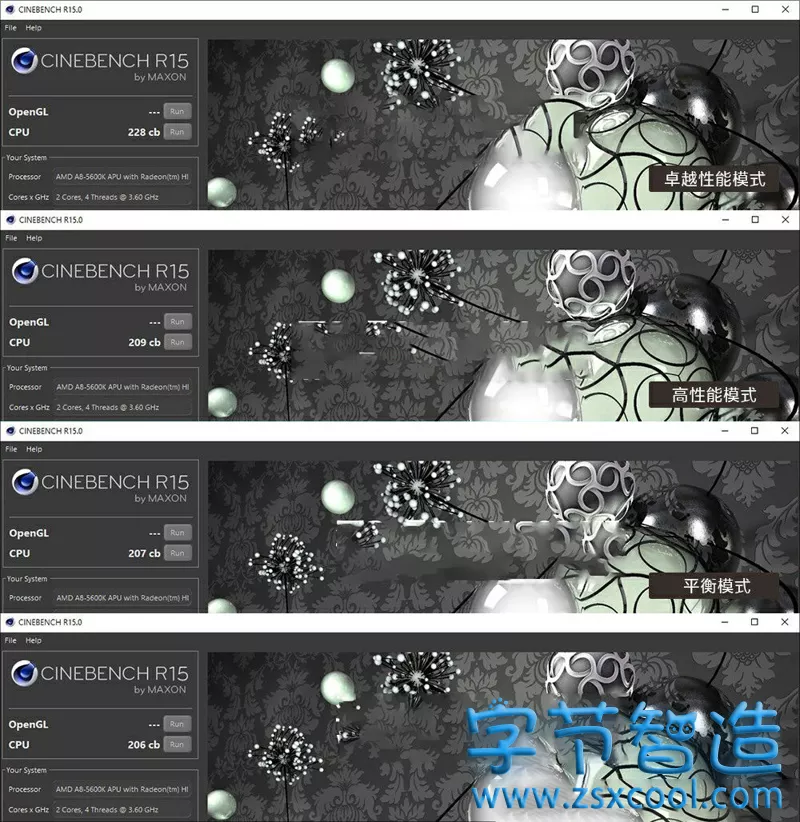 CINEBENCH R15.0
File Help
CINEBENCH R15
by MAXON
OpenGL --- Run
CPU 228 cb Run
Your System
Processor AMD A8-5600K APU with Radeon(tm) HI
Cores x GHz 2 Cores, 4 Threads @ 3.60 GHz
卓越性能模式
CINEBENCH R15.0
File Help
CINEBENCH R15
by MAXON
OpenGL --- Run
CPU 209 cb Run
Your System
Processor AMD A8-5600K APU with Radeon(tm) HI
Cores x GHz 2 Cores, 4 Threads @ 3.60 GHz
高性能模式
CINEBENCH R15.0
File Help
CINEBENCH R15
by MAXON
OpenGL --- Run
CPU 207 cb Run
Your System
Processor AMD A8-5600K APU with Radeon(tm) HI
平衡模式
CINEBENCH R15.0
File Help
CINEBENCH R15
by MAXON
OpenGL --- Run
CPU 206 cb Run
Your System
Processor AMD A8-5600K APU with Radeon(tm) HI
Cores x GHz 2 Cores, 4 Threads @ 3.60 GHz
字节智造
www.zsxcool.com